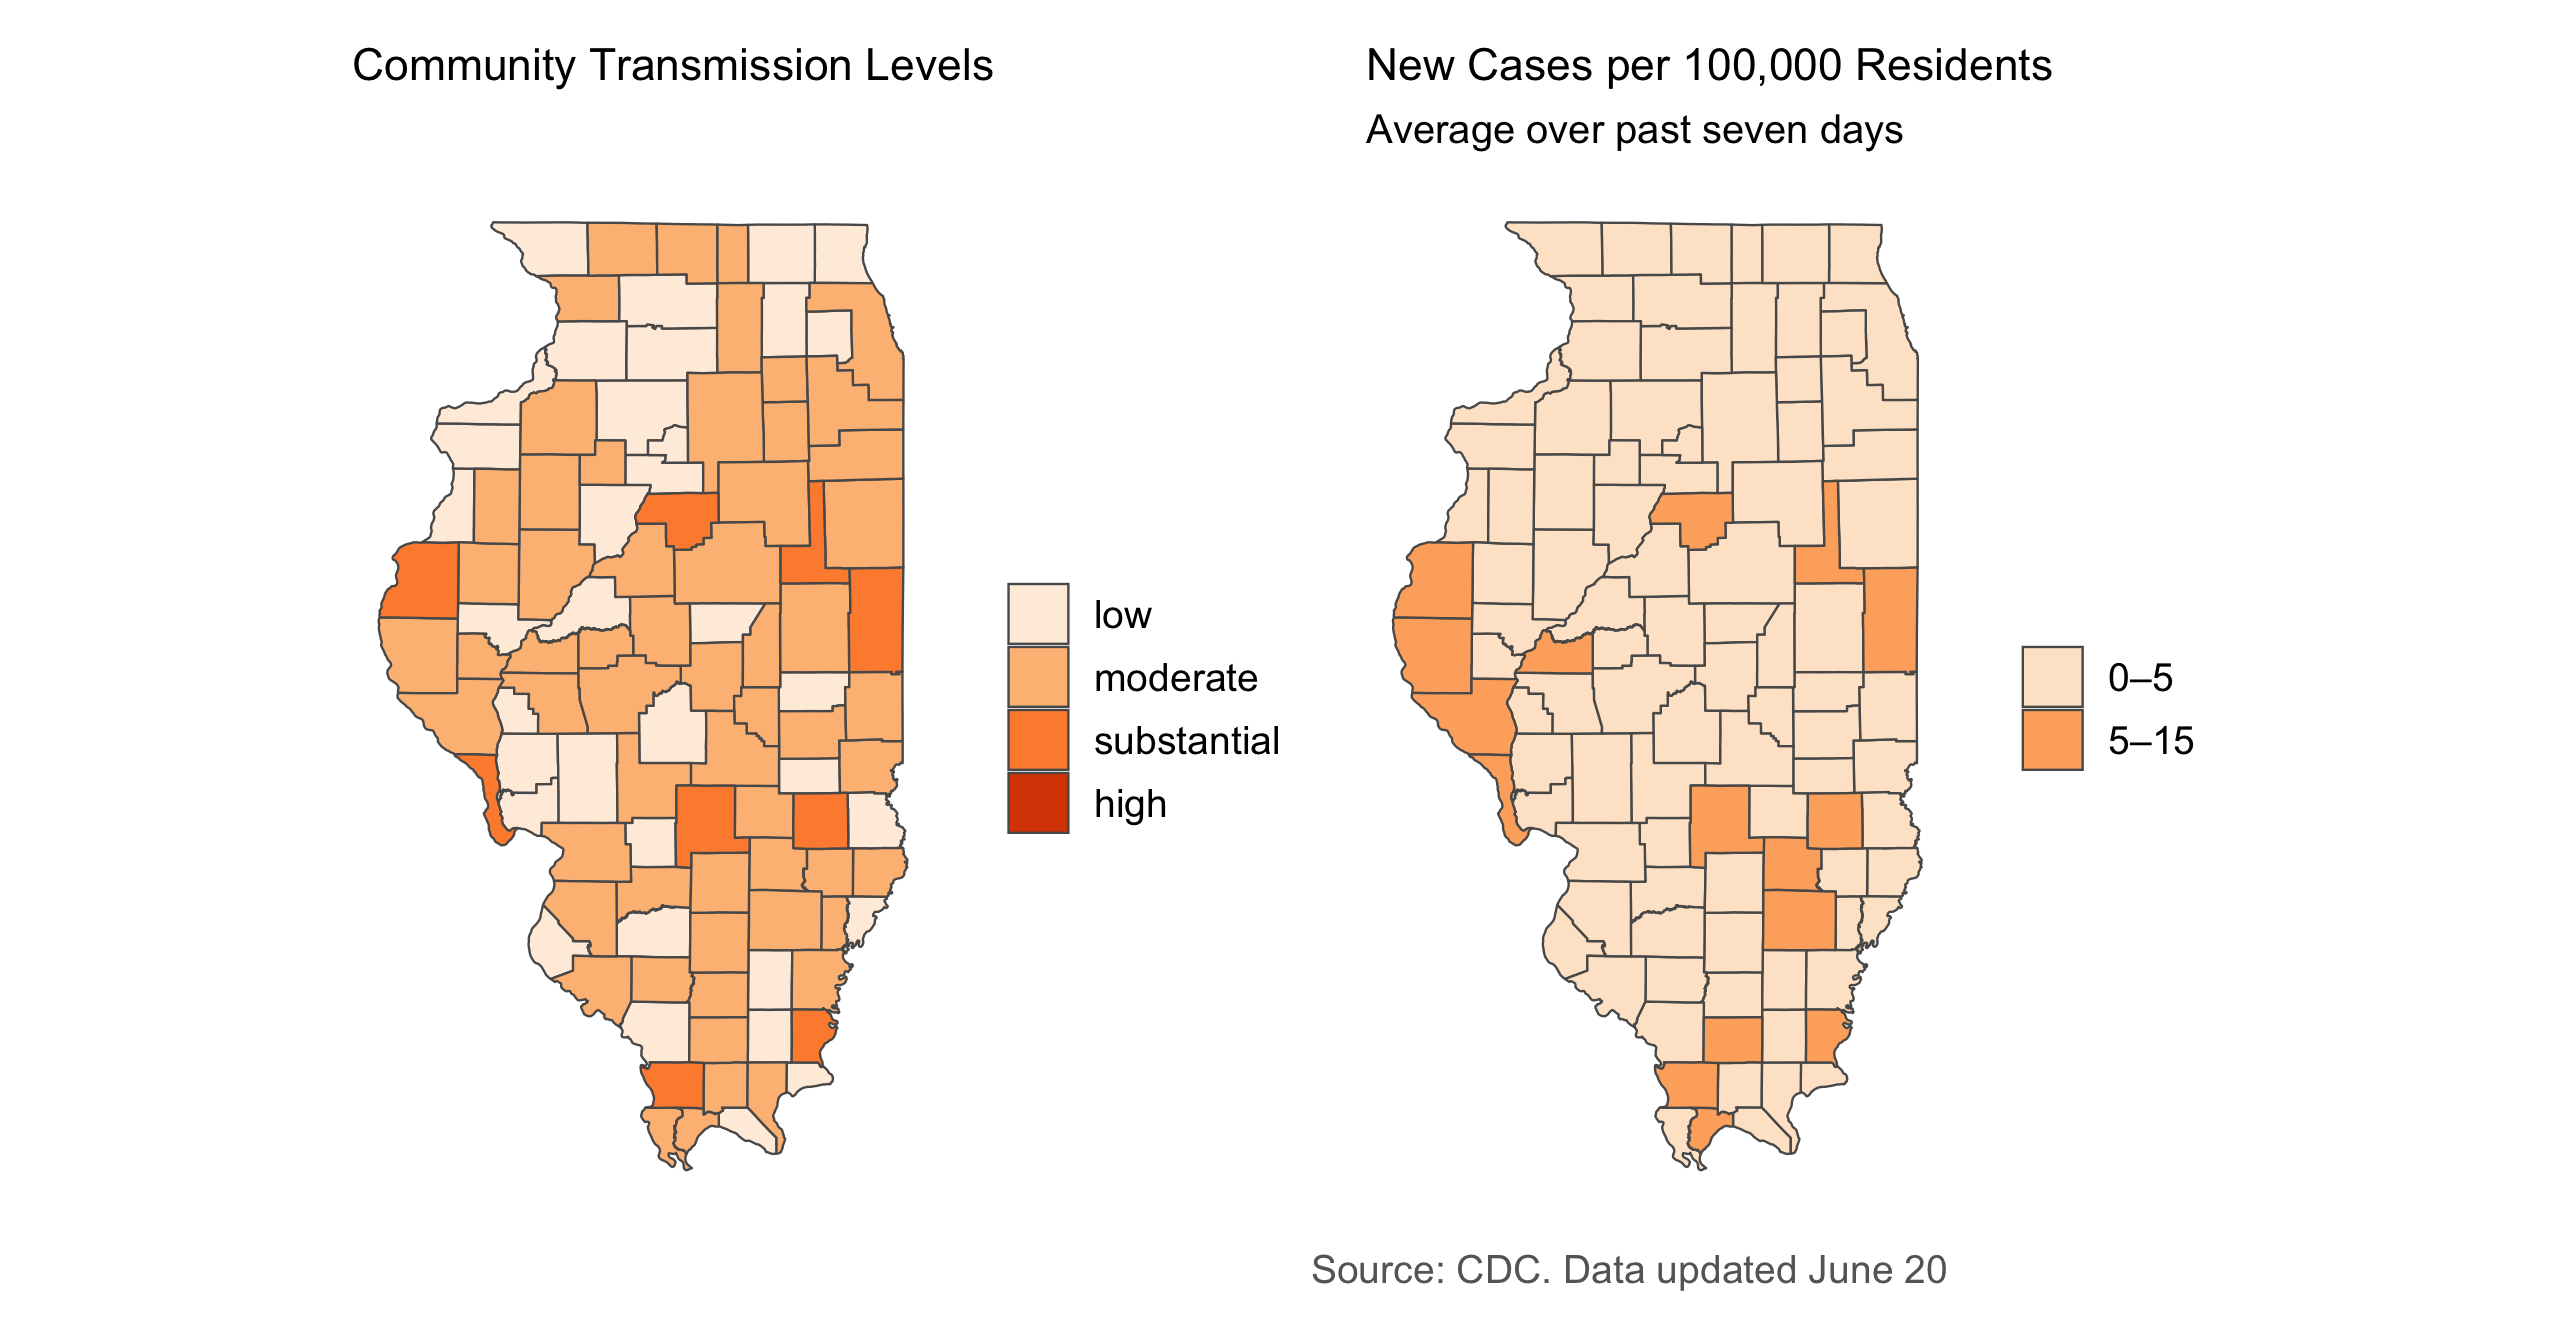 Community Transmission Levels
low
moderate
substantial
high
New Cases per 100,000 Residents
Average over past seven days
0–5
5–15
Source: CDC. Data updated June 20